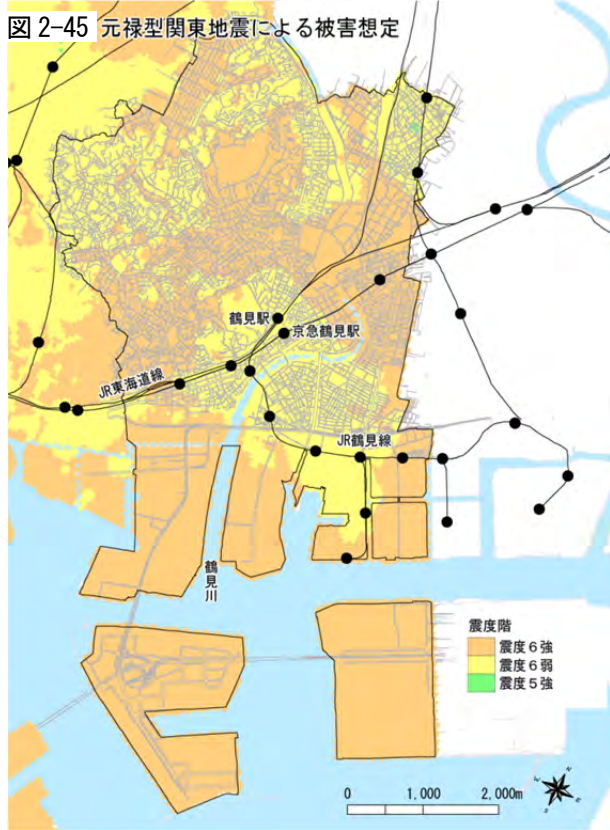 図 2-45 元禄型関東地震による被害想定
鶴見駅
京急鶴見駅
JR東海道線
JR鶴見線
鶴見川
震度階
震度6強
震度6弱
震度5強
0 1,000 2,000m